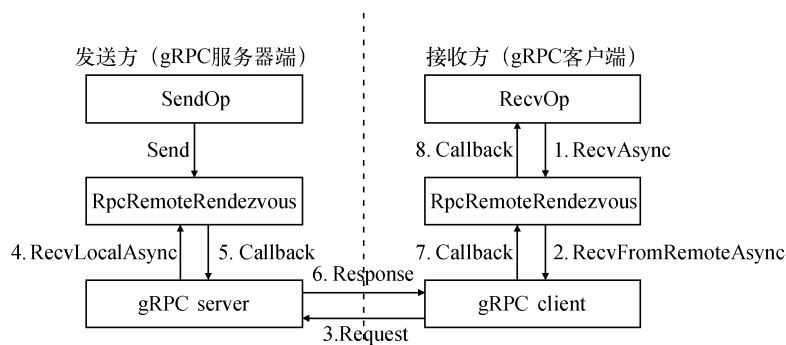 发送方（gRPC服务器端）
接收方（gRPC客户端）
SendOp
RecvOp
Send
8. Callback
1. RecvAsync
RpcRemoteRendezvous
RpcRemoteRendezvous
4. RecvLocalAsync
5. Callback
7. Callback
2. RecvFromRemoteAsync
6. Response
gRPC server
gRPC client
3.Request